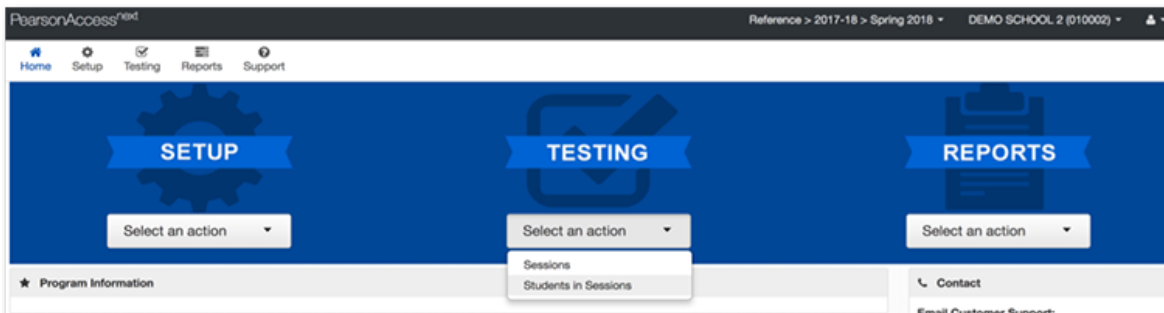 PearsonAccessnext Reference > 2017-18 > Spring 2018 DEMO SCHOOL 2 (010002)
Home Setup Testing Reports Support
SETUP TESTING REPORTS
Select an action Select an action Select an action
Sessions
Program Information Students in Sessions Contact
Email Customer Support: